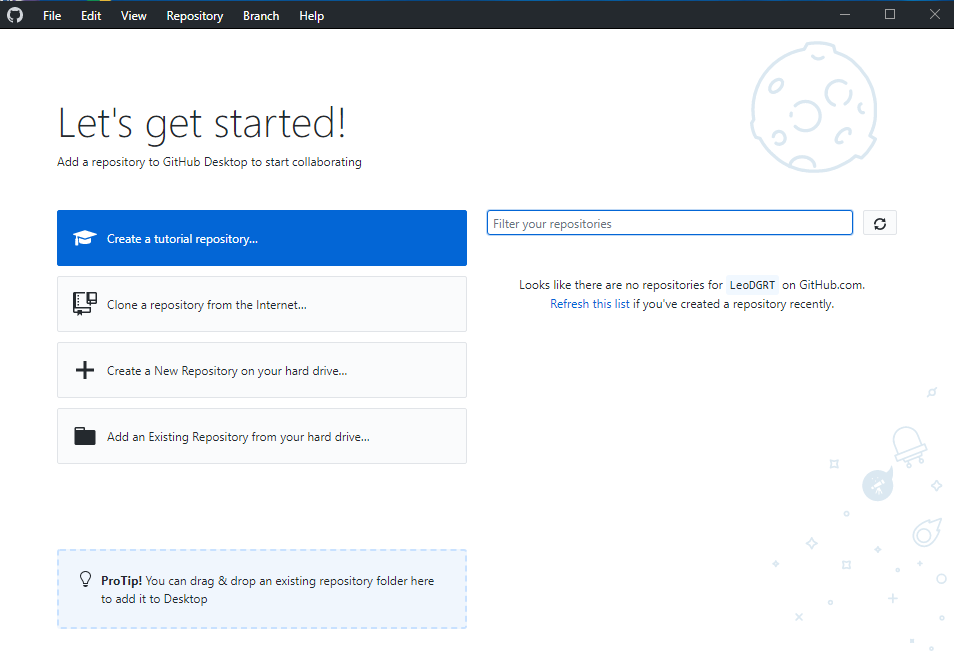 File Edit View Repository Branch Help
Let's get started!
Add a repository to GitHub Desktop to start collaborating
Create a tutorial repository...
Clone a repository from the Internet...
Create a New Repository on your hard drive...
Add an Existing Repository from your hard drive...
ProTip! You can drag & drop an existing repository folder here
to add it to Desktop
Filter your repositories
Looks like there are no repositories for LeoDGRT on GitHub.com.
Refresh this list if you've created a repository recently.